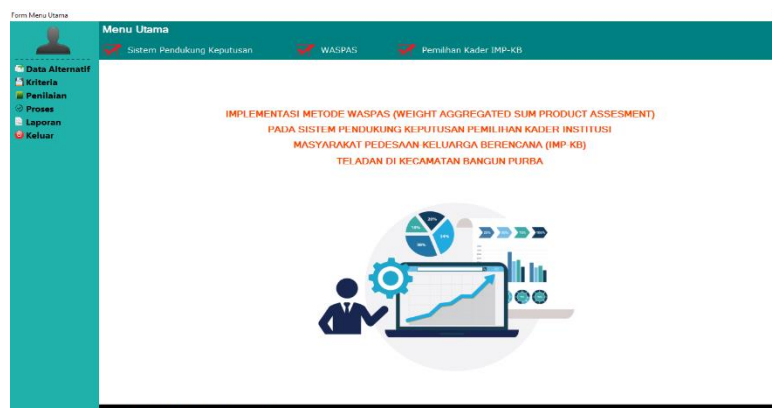 Form Menu Utama
Menu Utama
Sistem Pendukung Keputusan WASPAS Pemilihan Kader IMP-KB
Data Alternatif
Kriteria
Penilaian
Proses
Laporan
Keluar
IMPLEMENTASI METODE WASPAS (WEIGHT AGGREGATED SUM PRODUCT ASSESMENT)
PADA SISTEM PENDUKUNG KEPUTUSAN PEMILIHAN KADER INSTITUSI
MASYARAKAT PEDESAAN KELUARGA BERENCANA (IMP-KB)
TELADAN DI KECAMATAN BANGUN PURBA